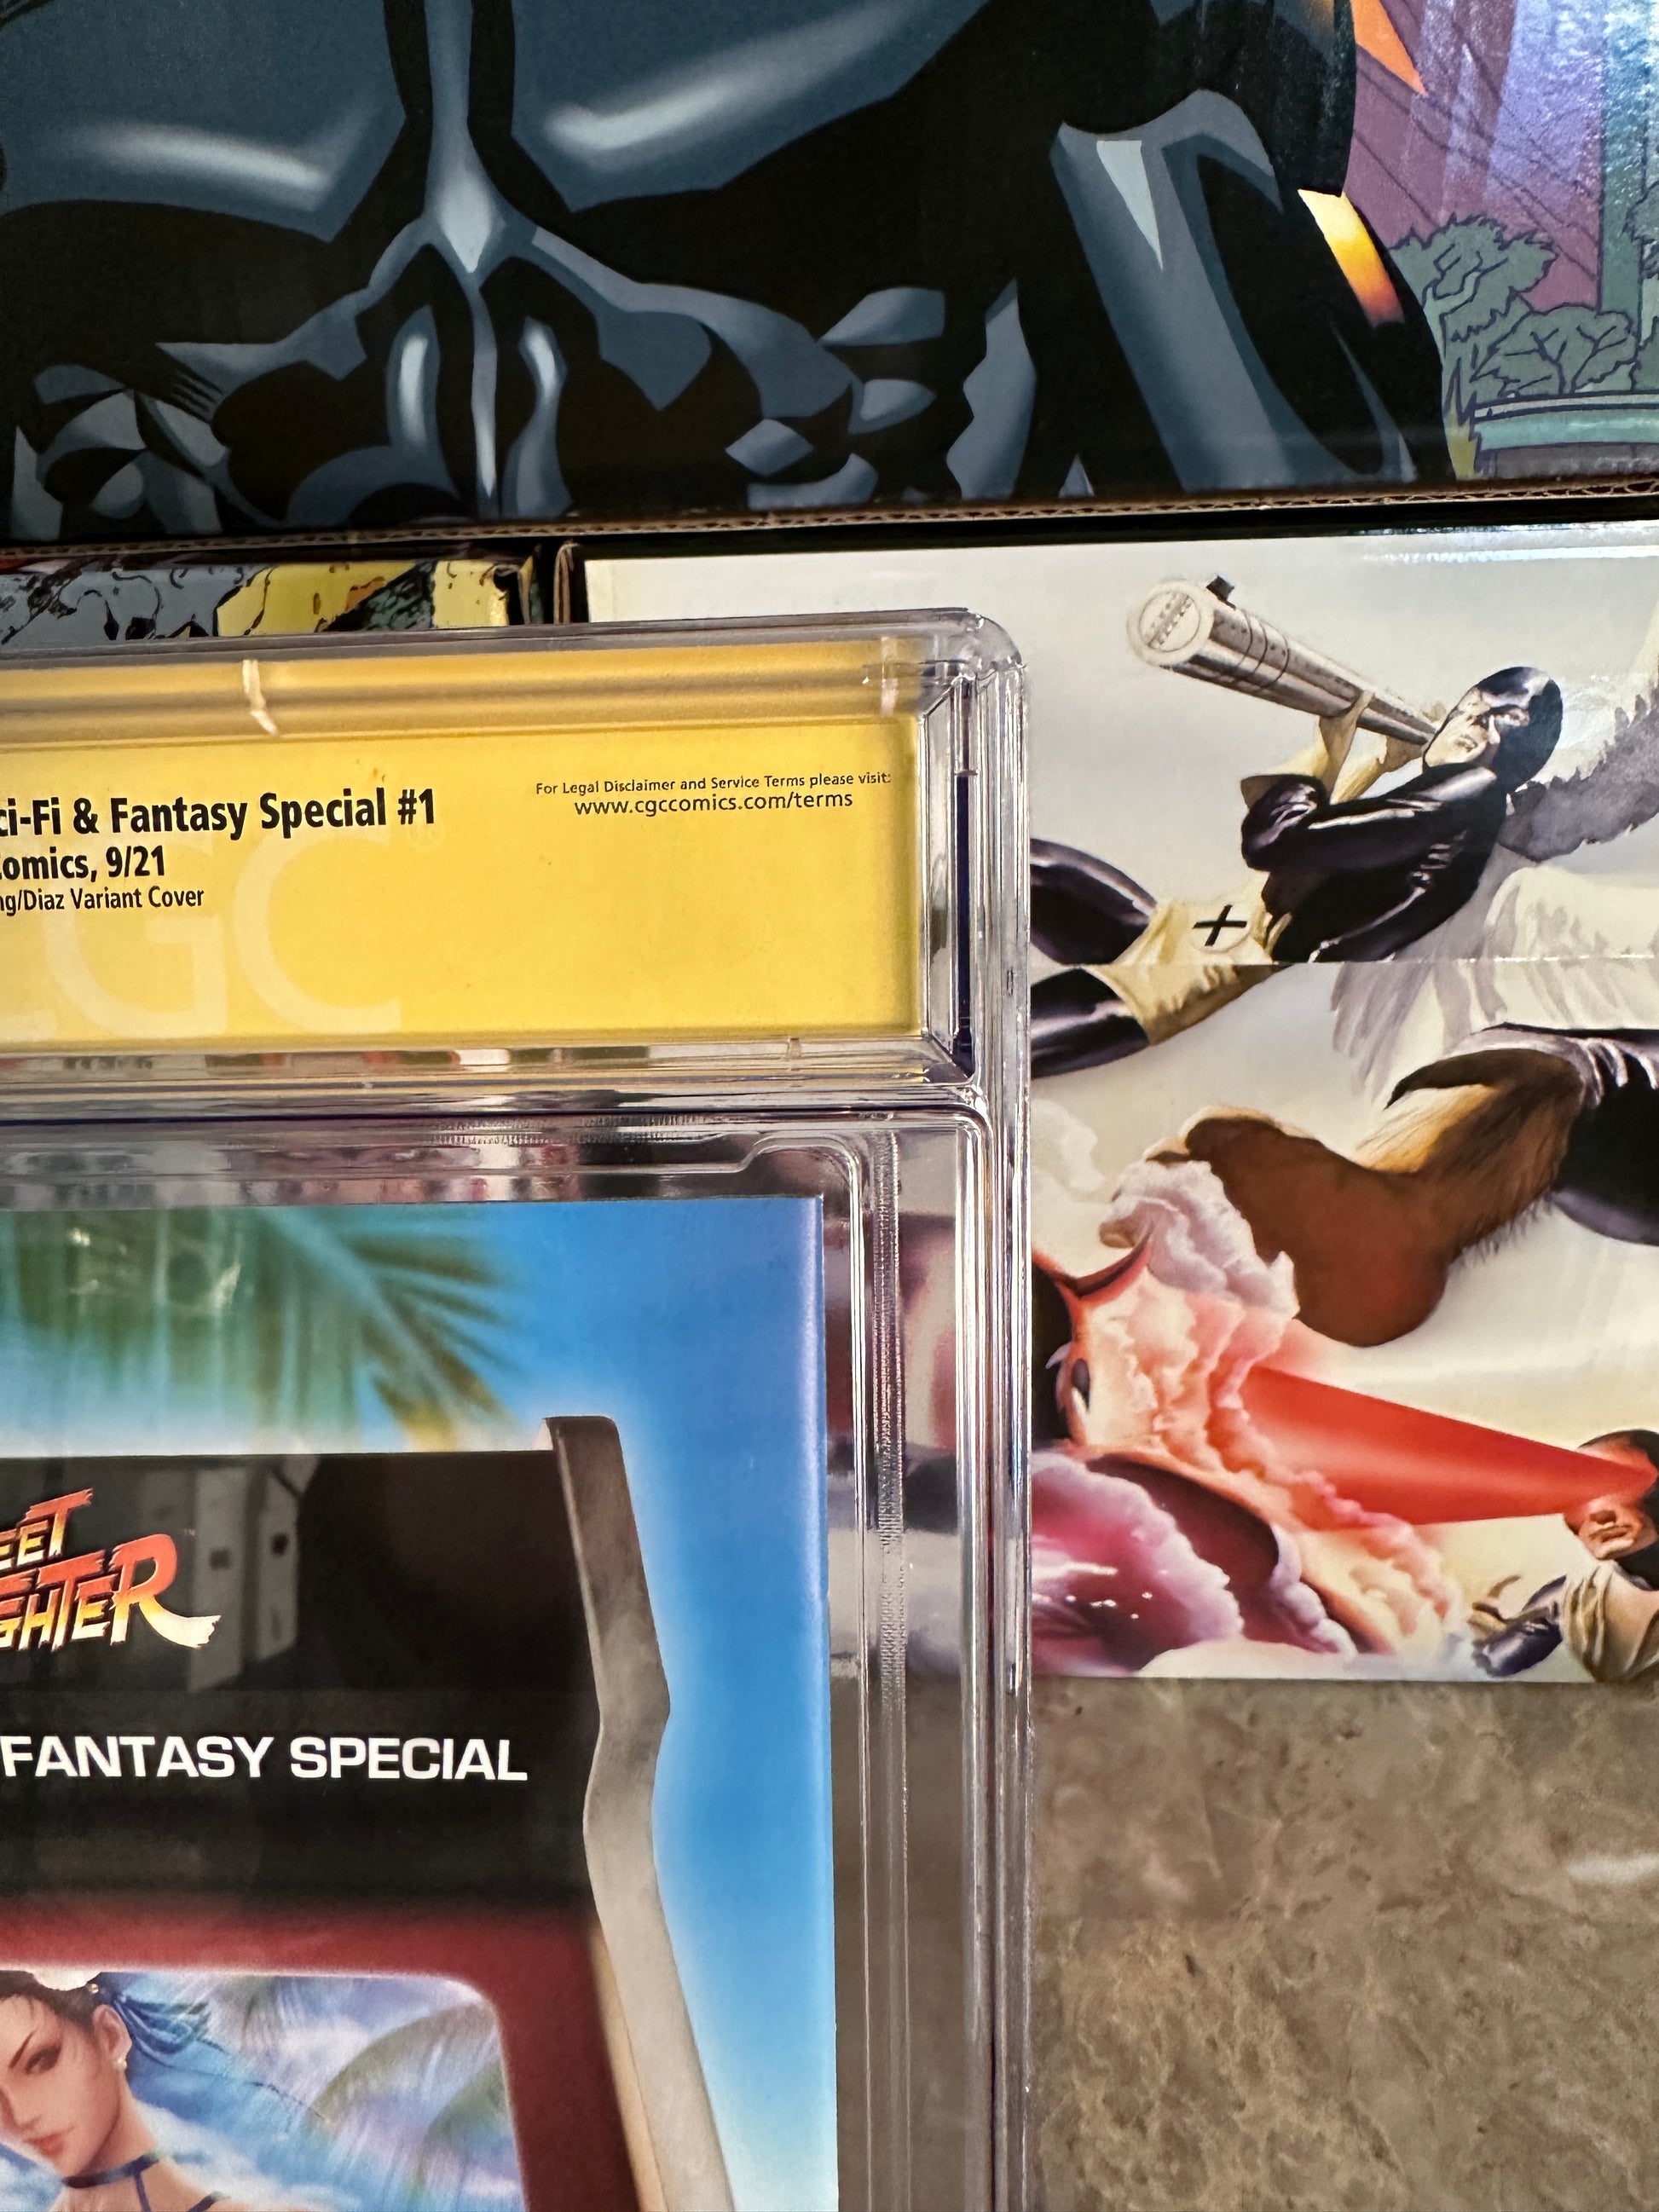 ci-Fi & Fantasy Special #1
Comics, 9/21
ng/Diaz Variant Cover
For Legal Disclaimer and Service Terms please visit:
www.cgccomics.com/terms
CGC
EET
GHTER
FANTASY SPECIAL